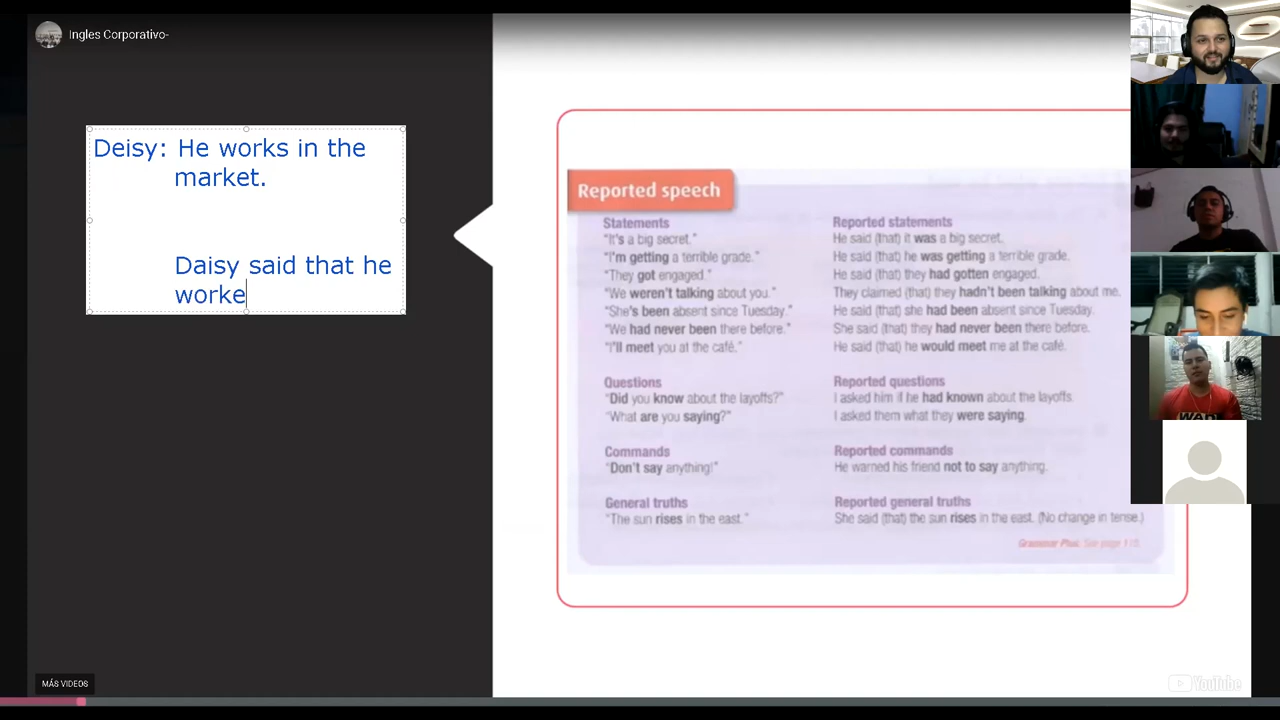 Ingles Corporativo-
Deisy: He works in the
market.
Daisy said that he
worke
Reported speech
Statements
"It's a big secret."
"I'm getting a terrible grade."
"They got engaged."
"We weren't talking about you."
"She's been absent since Tuesday."
"We had never been there before."
"I'll meet you at the café."
Reported statements
He said (that) it was a big secret.
He said (that) he was getting a terrible grade.
He said (that) they had gotten engaged.
They claimed (that) they hadn't been talking about me.
He said (that) she had been absent since Tuesday.
She said (that) they had never been there before.
He said (that) he would meet me at the café.
Questions
"Did you know about the layoffs?"
"What are you saying?"
Reported questions
I asked him if he had known about the layoffs.
I asked them what they were saying.
Commands
"Don't say anything!"
Reported commands
He warned his friend not to say anything.
General truths
"The sun rises in the east."
Reported general truths
She said (that) the sun rises in the east. (No change in tense.)
Grammar Plus: See page 115.
MÁS VIDEOS
YouTube